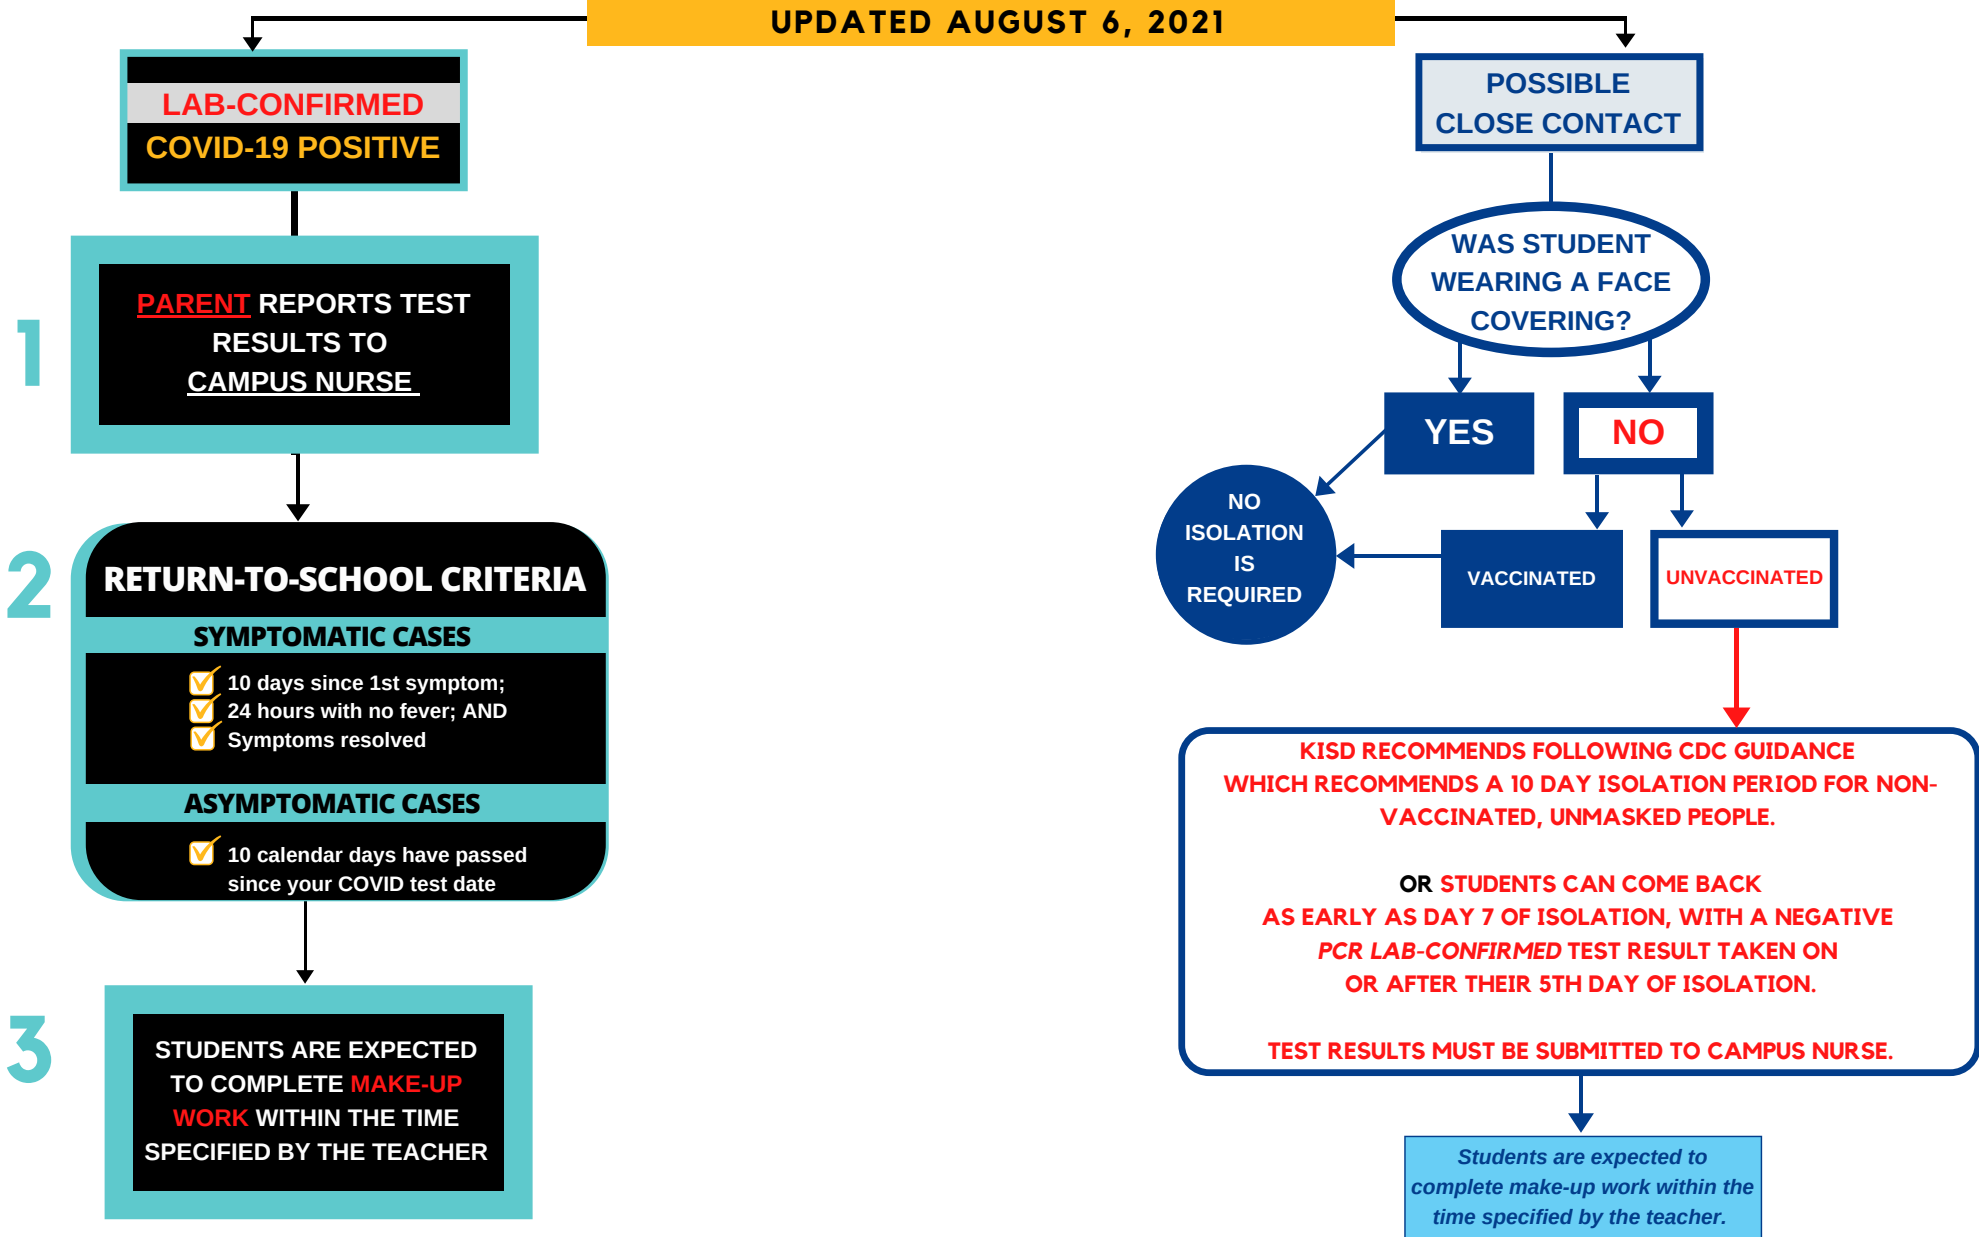 UPDATED AUGUST 6, 2021
LAB-CONFIRMED
COVID-19 POSITIVE
1
PARENT REPORTS TEST
RESULTS TO
CAMPUS NURSE
2
RETURN-TO-SCHOOL CRITERIA
SYMPTOMATIC CASES
10 days since 1st symptom;
24 hours with no fever; AND
Symptoms resolved
ASYMPTOMATIC CASES
10 calendar days have passed
since your COVID test date
3
STUDENTS ARE EXPECTED
TO COMPLETE MAKE-UP
WORK WITHIN THE TIME
SPECIFIED BY THE TEACHER
POSSIBLE
CLOSE CONTACT
WAS STUDENT
WEARING A FACE
COVERING?
YES
NO
NO
ISOLATION
IS
REQUIRED
VACCINATED
UNVACCINATED
KISD RECOMMENDS FOLLOWING CDC GUIDANCE
WHICH RECOMMENDS A 10 DAY ISOLATION PERIOD FOR NON-
VACCINATED, UNMASKED PEOPLE.
OR STUDENTS CAN COME BACK
AS EARLY AS DAY 7 OF ISOLATION, WITH A NEGATIVE
PCR LAB-CONFIRMED TEST RESULT TAKEN ON
OR AFTER THEIR 5TH DAY OF ISOLATION.
TEST RESULTS MUST BE SUBMITTED TO CAMPUS NURSE.
Students are expected to
complete make-up work within the
time specified by the teacher.